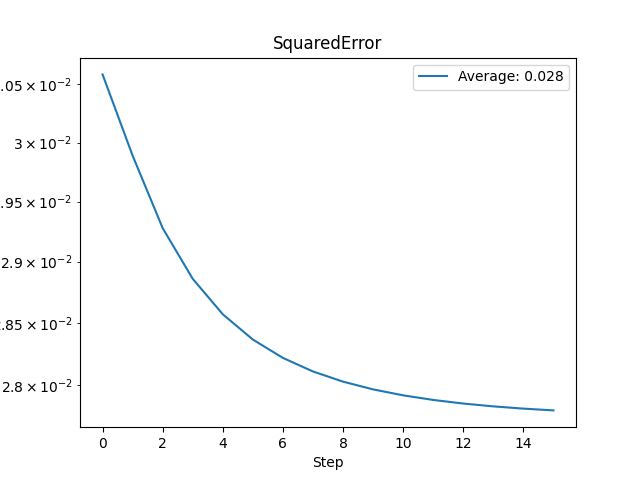 SquaredError
Average: 0.028
.05 × 10⁻²
3 × 10⁻²
.95 × 10⁻²
2.9 × 10⁻²
.85 × 10⁻²
2.8 × 10⁻²
0 2 4 6 8 10 12 14
Step